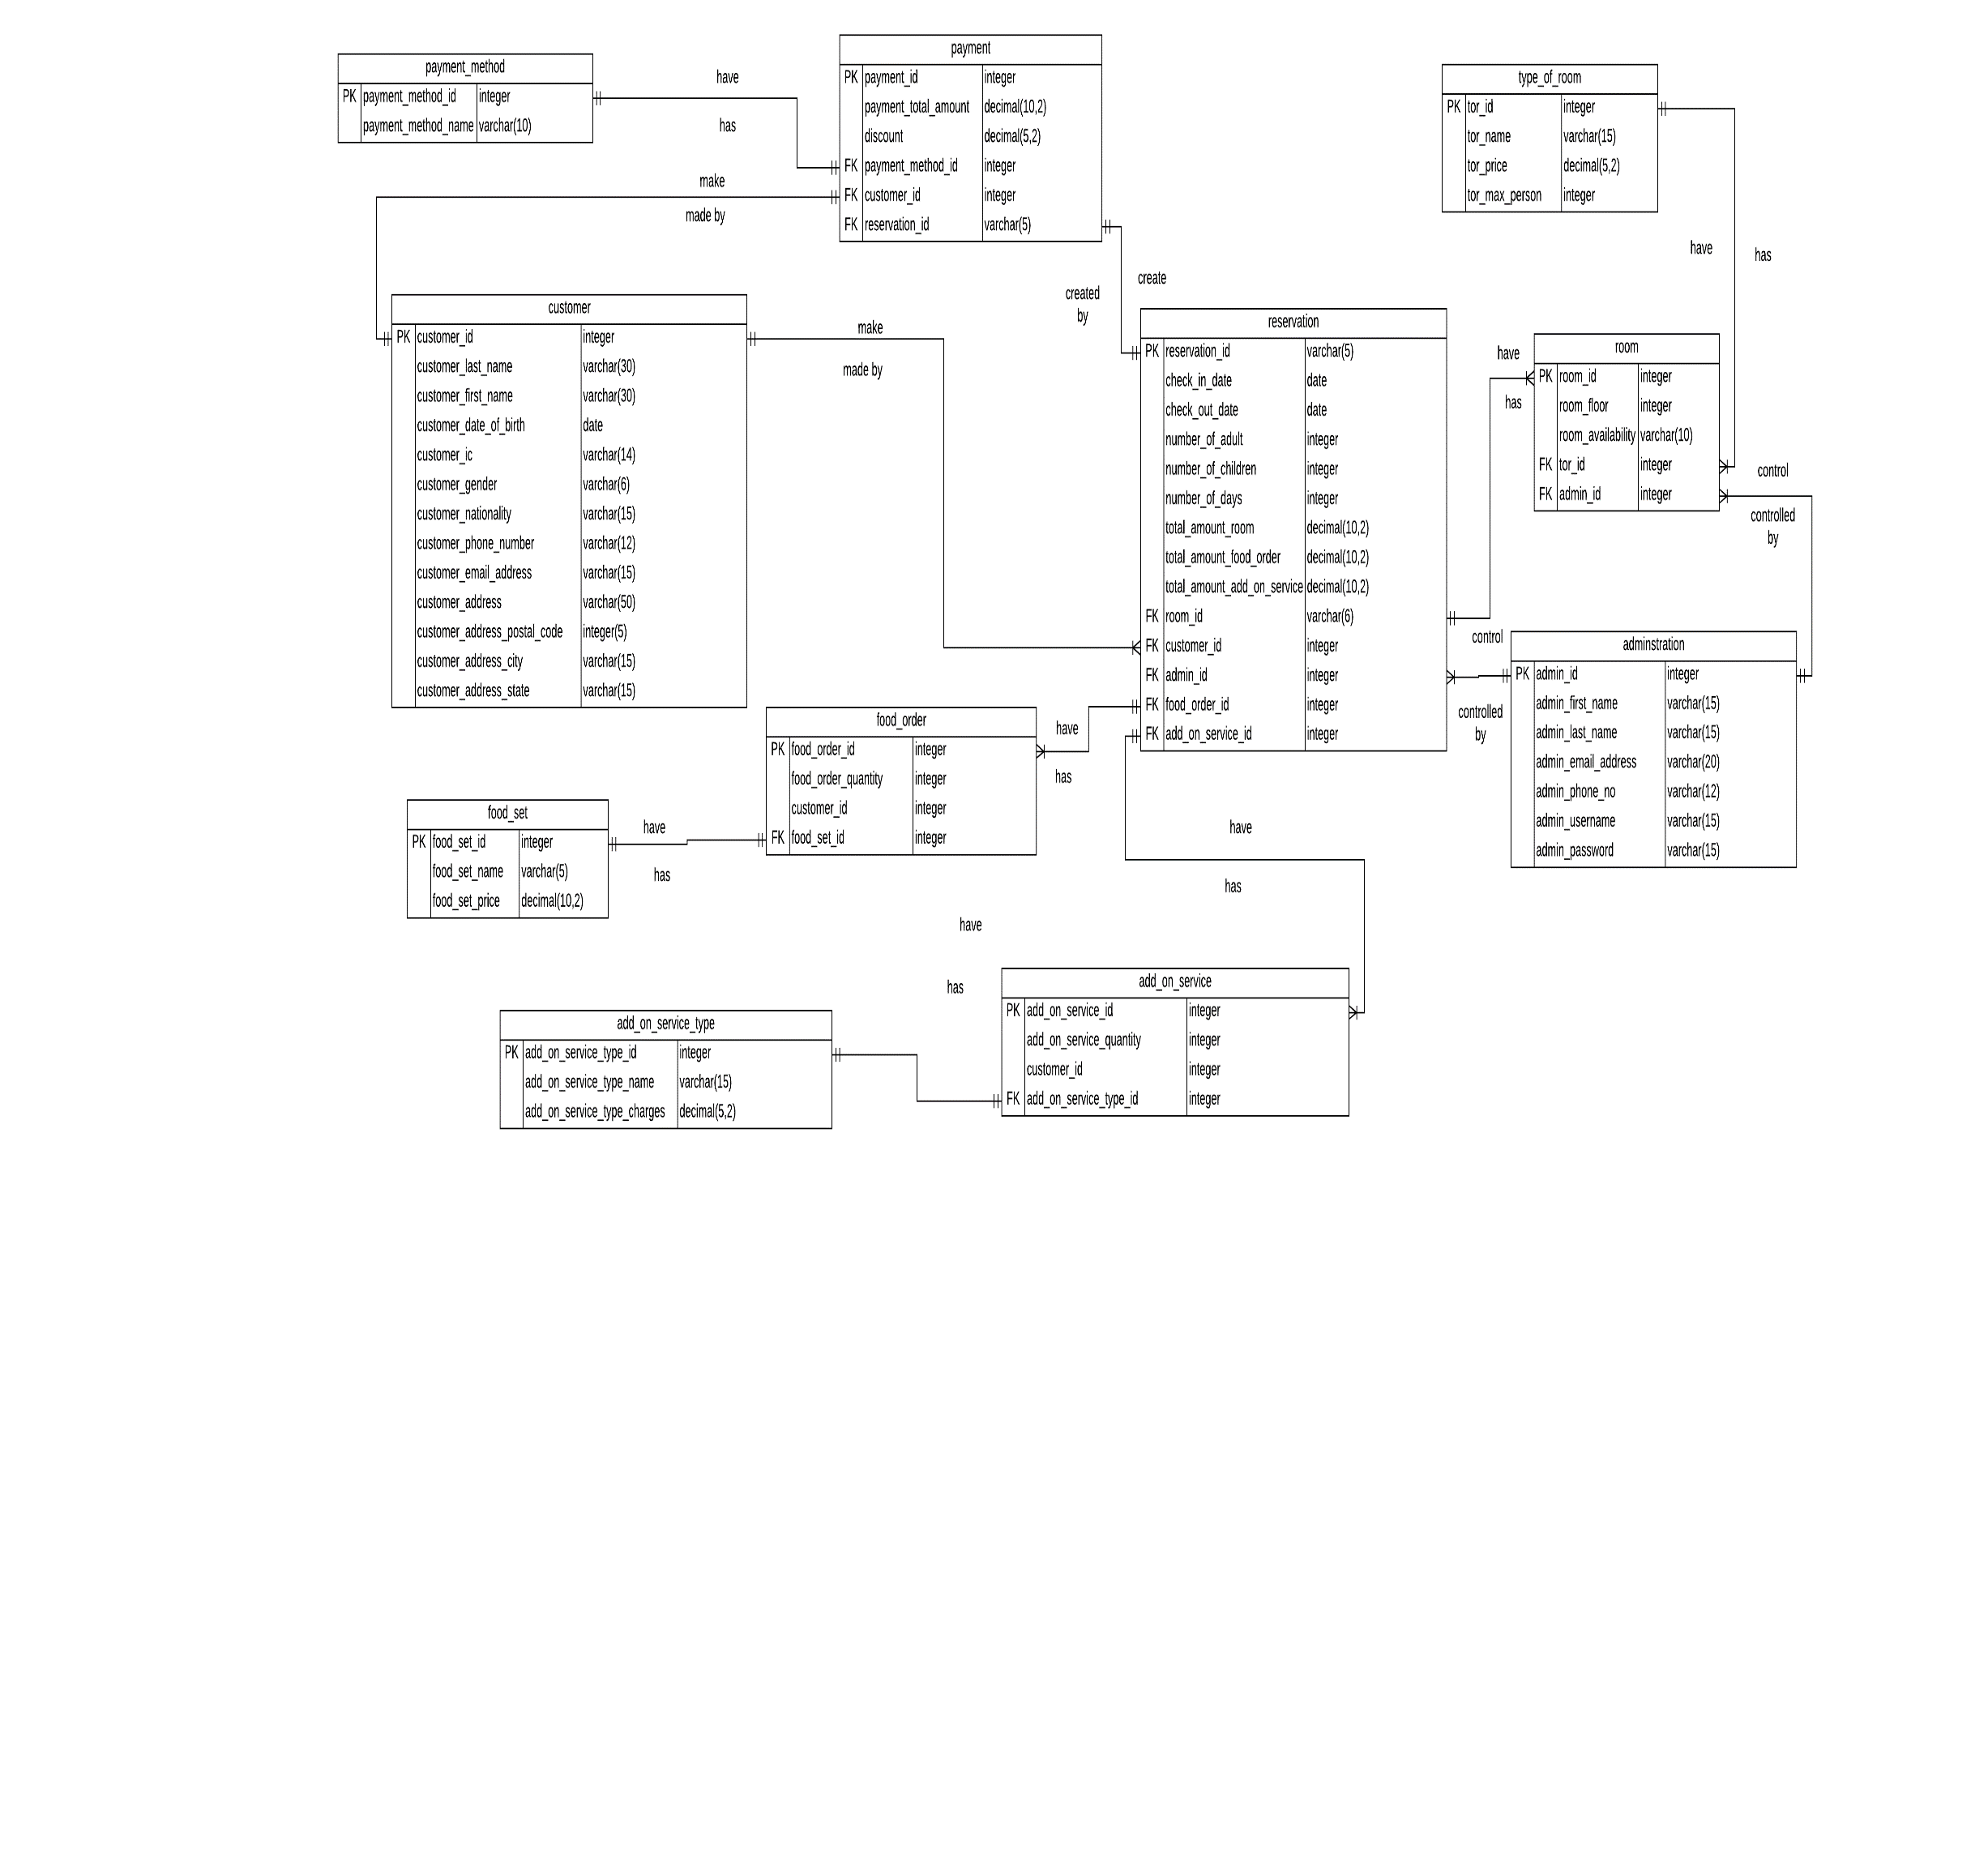 payment_method
PK payment_method_id integer
payment_method_name varchar(10)
have
has
payment
PK payment_id integer
payment_total_amount decimal(10,2)
discount decimal(5,2)
FK payment_method_id integer
FK customer_id integer
FK reservation_id varchar(5)
make
made by
type_of_room
PK tor_id integer
tor_name varchar(15)
tor_price decimal(5,2)
tor_max_person integer
have
has
create
created
by
customer
PK customer_id integer
customer_last_name varchar(30)
customer_first_name varchar(30)
customer_date_of_birth date
customer_ic varchar(14)
customer_gender varchar(6)
customer_nationality varchar(15)
customer_phone_number varchar(12)
customer_email_address varchar(15)
customer_address varchar(50)
customer_address_postal_code integer(5)
customer_address_city varchar(15)
customer_address_state varchar(15)
make
made by
reservation
PK reservation_id varchar(5)
check_in_date date
check_out_date date
number_of_adult integer
number_of_children integer
number_of_days integer
total_amount_room decimal(10,2)
total_amount_food_order decimal(10,2)
total_amount_add_on_service decimal(10,2)
FK room_id varchar(6)
FK customer_id integer
FK admin_id integer
FK food_order_id integer
FK add_on_service_id integer
have
has
room
PK room_id integer
room_floor integer
room_availability varchar(10)
FK tor_id integer
FK admin_id integer
control
controlled
by
control
controlled
by
adminstration
PK admin_id integer
admin_first_name varchar(15)
admin_last_name varchar(15)
admin_email_address varchar(20)
admin_phone_no varchar(12)
admin_username varchar(15)
admin_password varchar(15)
food_order
PK food_order_id integer
food_order_quantity integer
customer_id integer
FK food_set_id integer
have
has
food_set
PK food_set_id integer
food_set_name varchar(5)
food_set_price decimal(10,2)
have
has
have
has
have
has
add_on_service
PK add_on_service_id integer
add_on_service_quantity integer
customer_id integer
FK add_on_service_type_id integer
add_on_service_type
PK add_on_service_type_id integer
add_on_service_type_name varchar(15)
add_on_service_type_charges decimal(5,2)